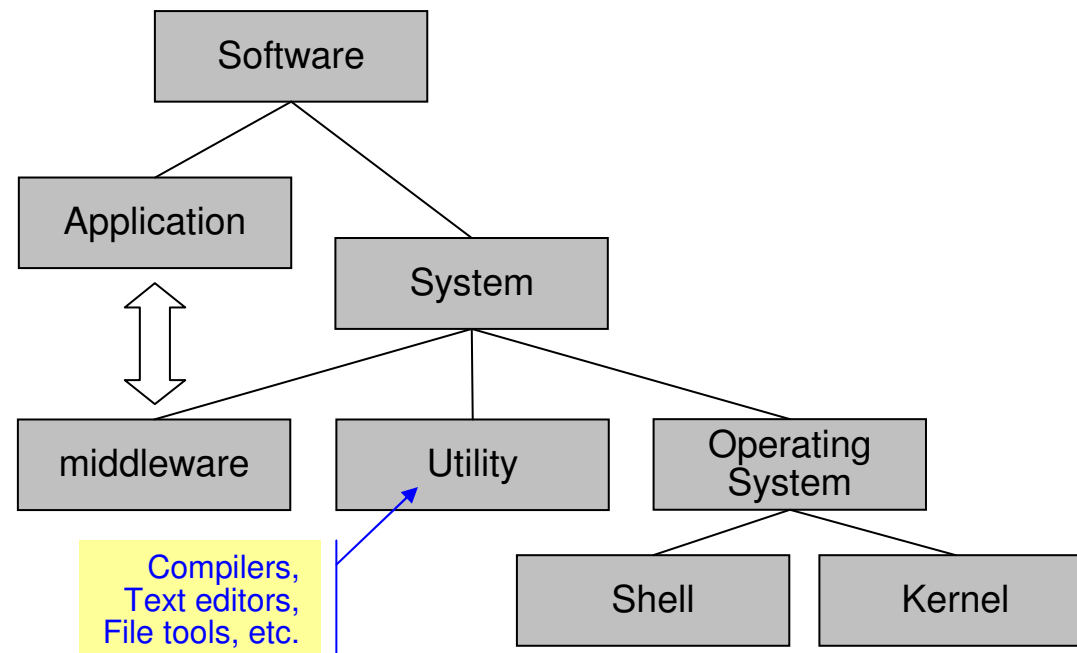 Software
Application
System
middleware
Utility
Operating
System
Compilers,
Text editors,
File tools, etc.
Shell
Kernel